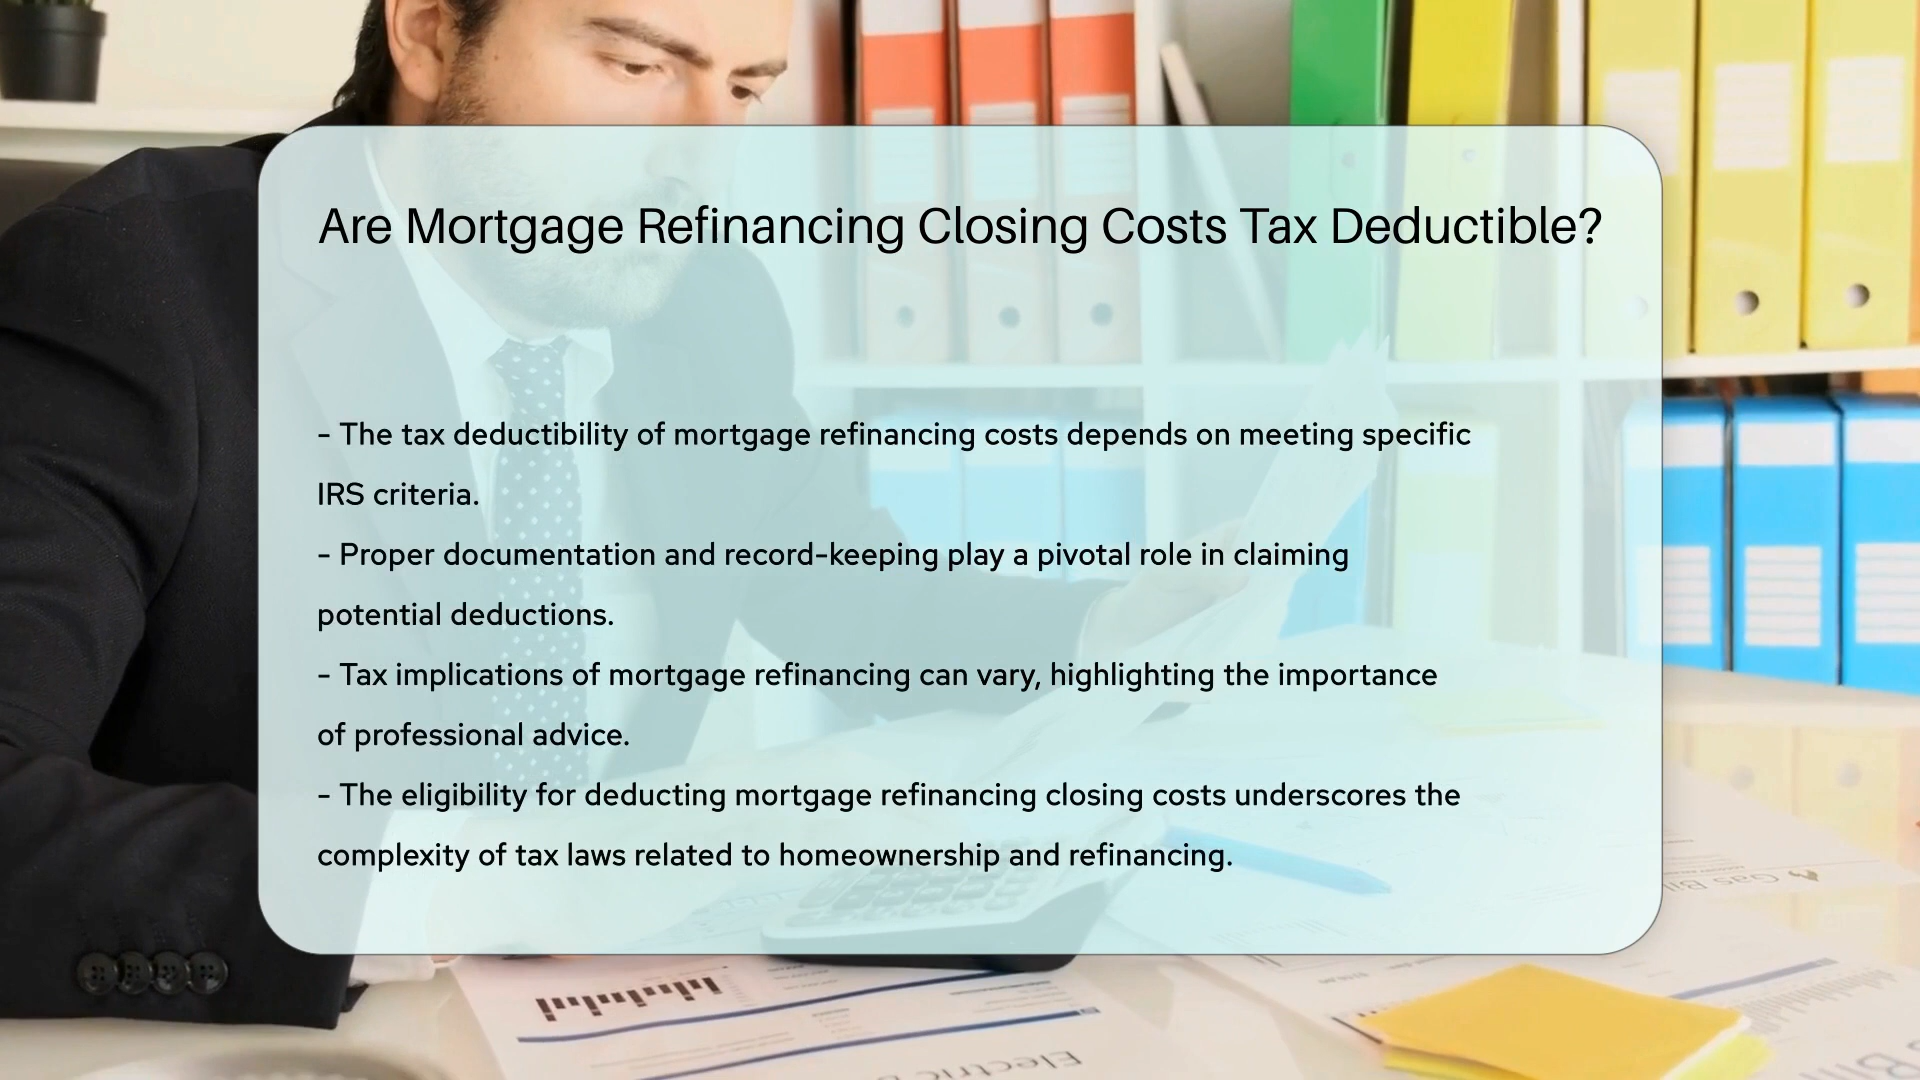 Are Mortgage Refinancing Closing Costs Tax Deductible?
- The tax deductibility of mortgage refinancing costs depends on meeting specific
IRS criteria.
- Proper documentation and record-keeping play a pivotal role in claiming
potential deductions.
- Tax implications of mortgage refinancing can vary, highlighting the importance
of professional advice.
- The eligibility for deducting mortgage refinancing closing costs underscores the
complexity of tax laws related to homeownership and refinancing.
Gas Bil
Electric B